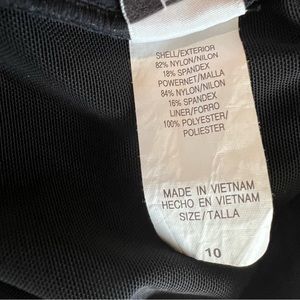 SHELL/EXTERIOR
82% NYLON/NILON
18% SPANDEX
POWERNET/MALLA
84% NYLON/NILON
16% SPANDEX
LINER/FORRO
100% POLYESTER/
POLIESTER
MADE IN VIETNAM
HECHO EN VIETNAM
SIZE/TALLA
10